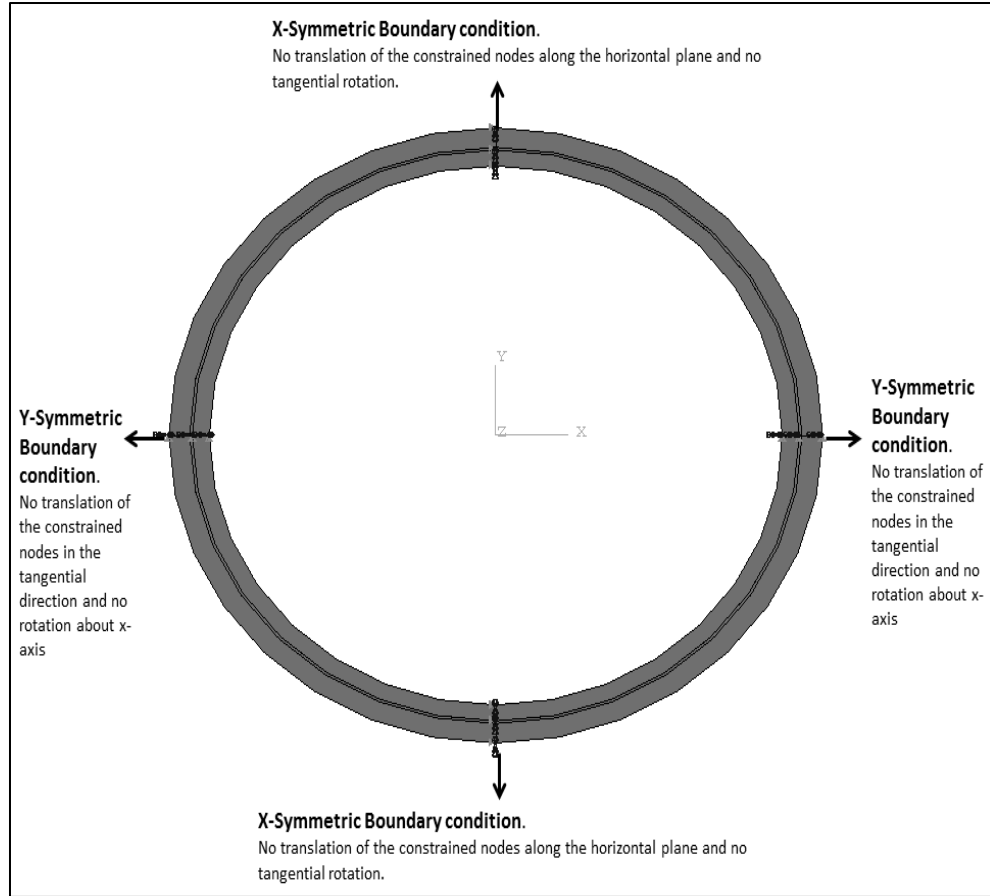 X-Symmetric Boundary condition.
No translation of the constrained nodes along the horizontal plane and no
tangential rotation.
Y
Z
X
Y-Symmetric
Boundary
condition.
No translation of
the constrained
nodes in the
tangential
direction and no
rotation about x-
axis
Y-Symmetric
Boundary
condition.
No translation of
the constrained
nodes in the
tangential
direction and no
rotation about x-
axis
X-Symmetric Boundary condition.
No translation of the constrained nodes along the horizontal plane and no
tangential rotation.